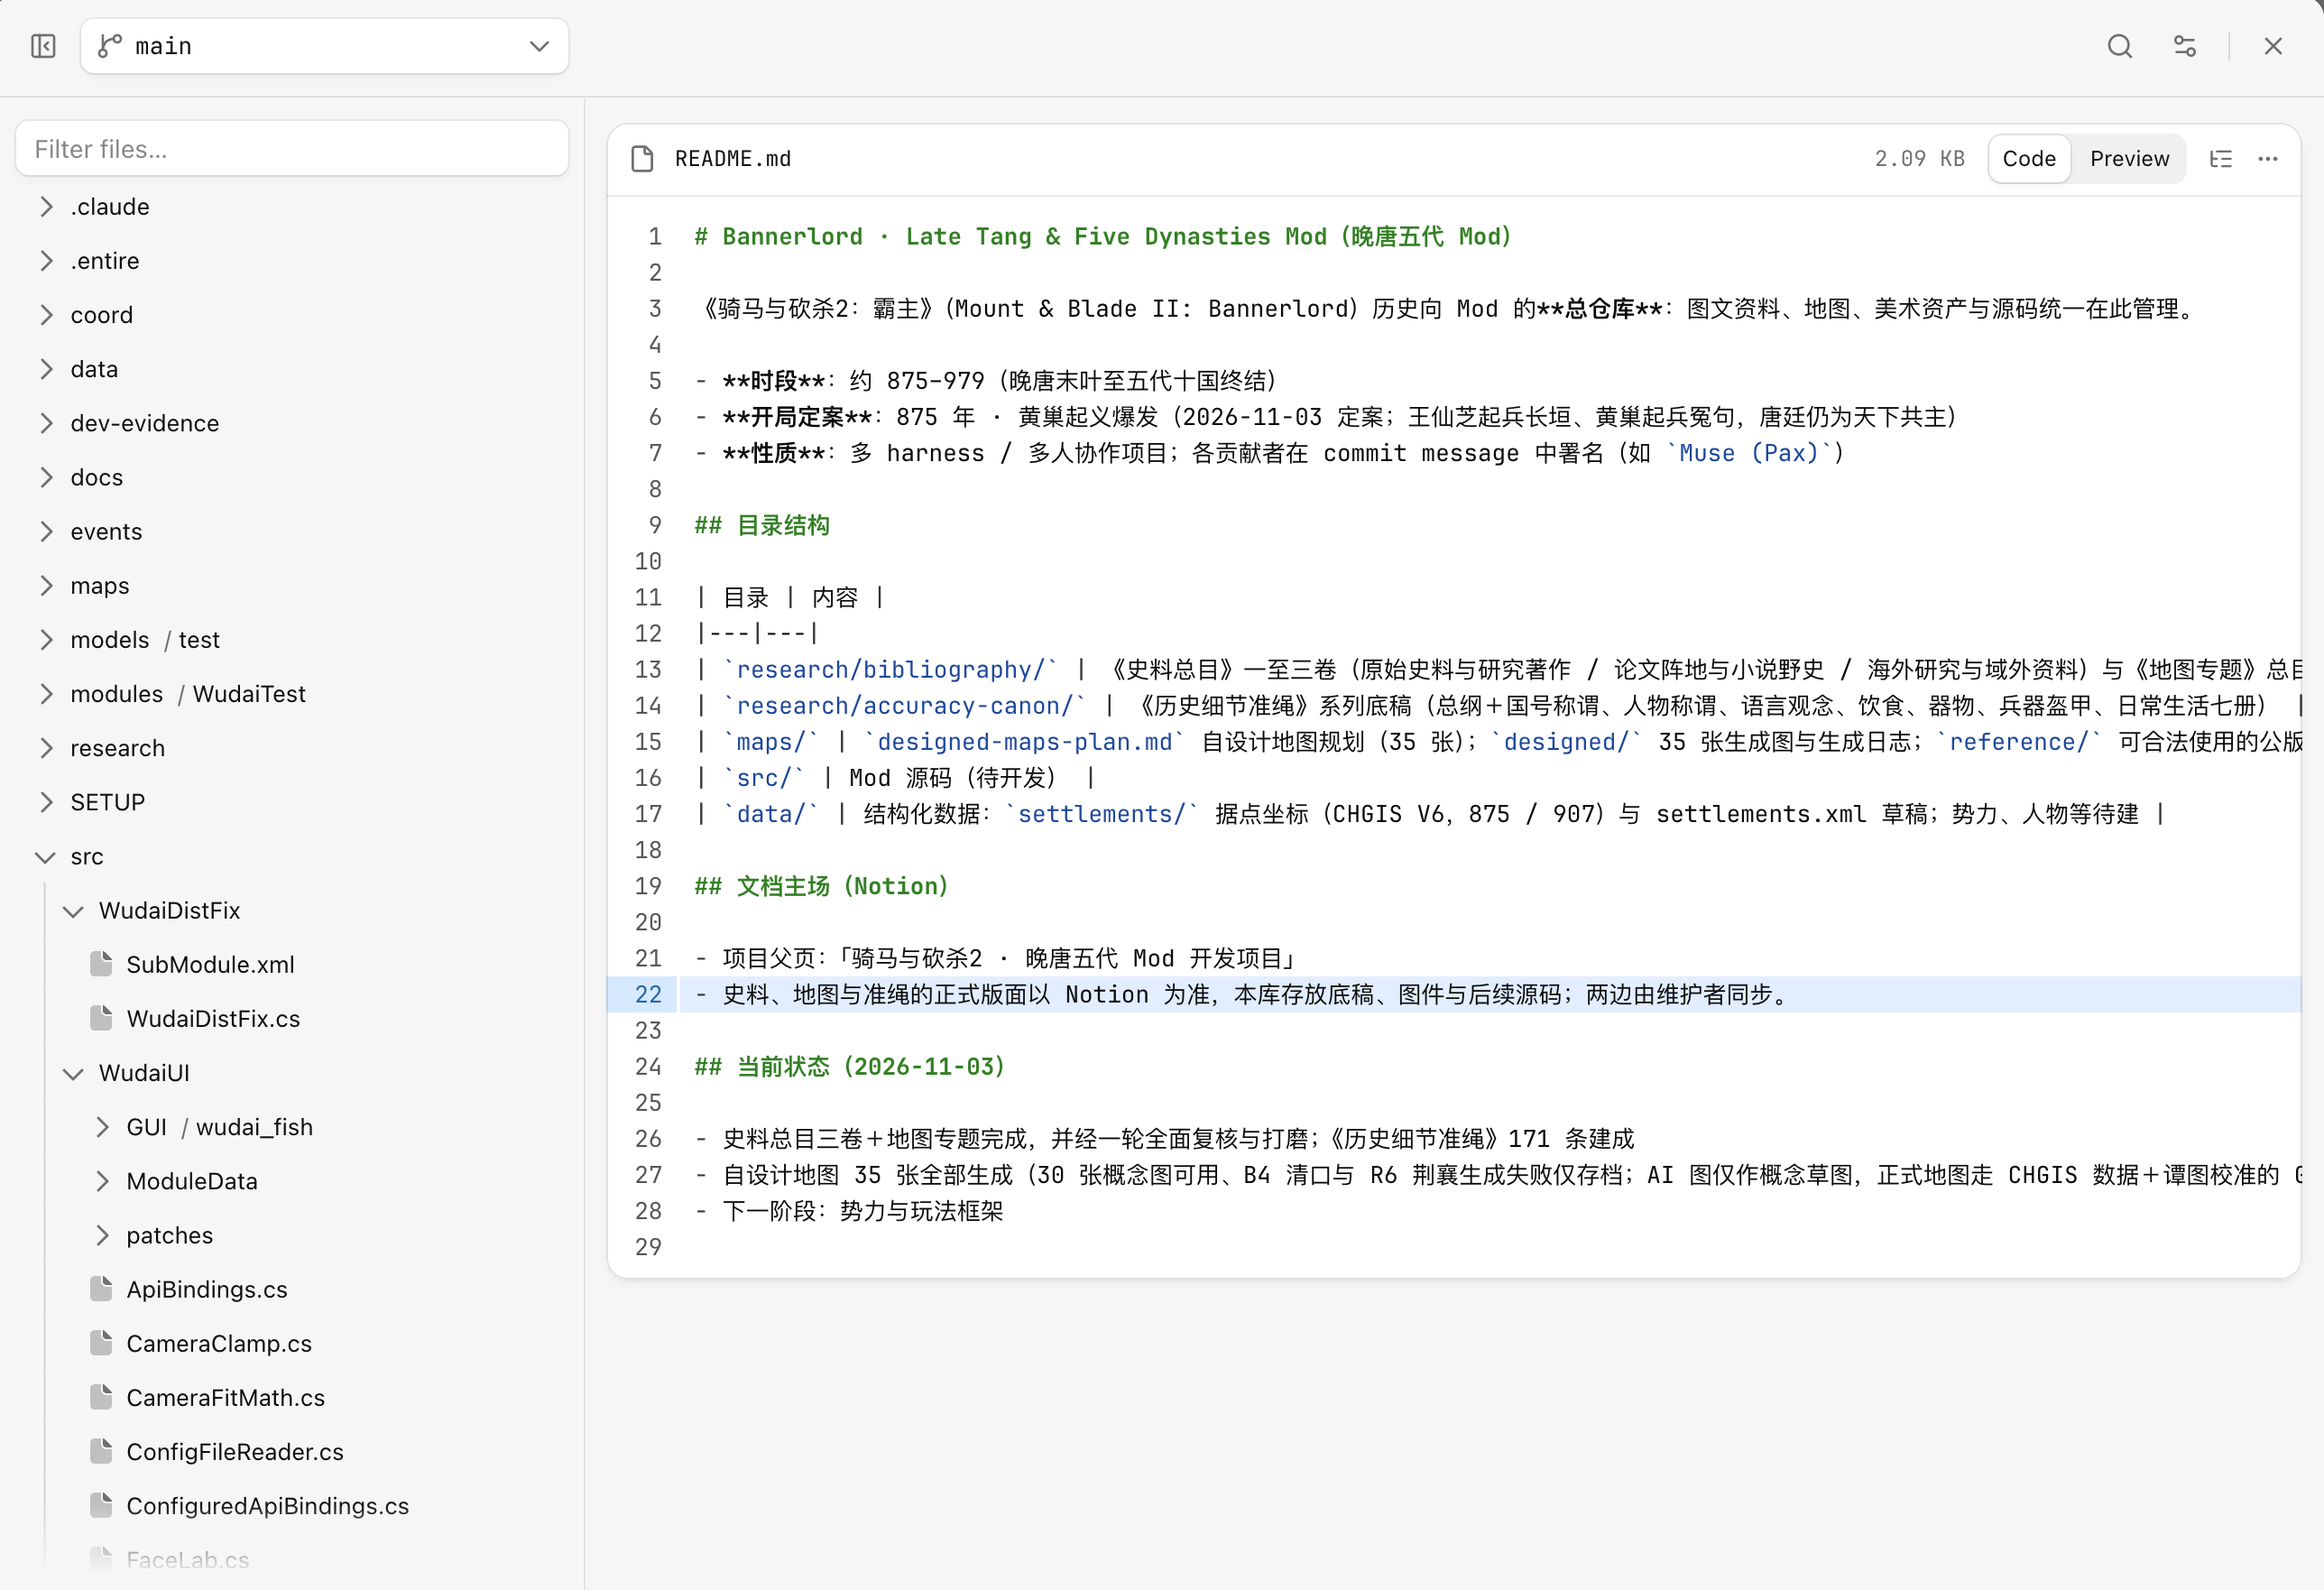 main
Filter files...
.claude
.entire
coord
data
dev-evidence
docs
events
maps
models / test
modules / WudaiTest
research
SETUP
src
WudaiDistFix
SubModule.xml
WudaiDistFix.cs
WudaiUI
GUI / wudai_fish
ModuleData
patches
ApiBindings.cs
CameraClamp.cs
CameraFitMath.cs
ConfigFileReader.cs
ConfiguredApiBindings.cs
FaceLab.cs
README.md
2.09 KB
Code
Preview
1 # Bannerlord · Late Tang & Five Dynasties Mod（晚唐五代 Mod）
2
3 《骑马与砍杀2：霸主》（Mount & Blade II: Bannerlord）历史向 Mod 的**总仓库**：图文资料、地图、美术资产与源码统一在此管理。
4
5 - **时段**：约 875–979（晚唐末叶至五代十国终结）
6 - **开局定案**：875 年 · 黄巢起义爆发（2026-11-03 定案；王仙芝起兵长垣、黄巢起兵冤句，唐廷仍为天下共主）
7 - **性质**：多 harness / 多人协作项目；各贡献者在 commit message 中署名（如 `Muse (Pax)`）
8
9 ## 目录结构
10
11 | 目录 | 内容 |
12 |---|---|
13 | `research/bibliography/` | 《史料总目》一至三卷（原始史料与研究著作 / 论文阵地与小说野史 / 海外研究与域外资料）与《地图专题》总目
14 | `research/accuracy-canon/` | 《历史细节准绳》系列底稿（总纲＋国号称谓、人物称谓、语言观念、饮食、器物、兵器盔甲、日常生活七册） |
15 | `maps/` | `designed-maps-plan.md` 自设计地图规划（35 张）；`designed/` 35 张生成图与生成日志；`reference/` 可合法使用的公版
16 | `src/` | Mod 源码（待开发） |
17 | `data/` | 结构化数据：`settlements/` 据点坐标（CHGIS V6，875 / 907）与 settlements.xml 草稿；势力、人物等待建 |
18
19 ## 文档主场（Notion）
20
21 - 项目父页：「骑马与砍杀2 · 晚唐五代 Mod 开发项目」
22 - 史料、地图与准绳的正式版面以 Notion 为准，本库存放底稿、图件与后续源码；两边由维护者同步。
23
24 ## 当前状态（2026-11-03）
25
26 - 史料总目三卷＋地图专题完成，并经一轮全面复核与打磨；《历史细节准绳》171 条建成
27 - 自设计地图 35 张全部生成（30 张概念图可用、B4 清口与 R6 荆襄生成失败仅存档；AI 图仅作概念草图，正式地图走 CHGIS 数据＋谭图校准的
28 - 下一阶段：势力与玩法框架
29